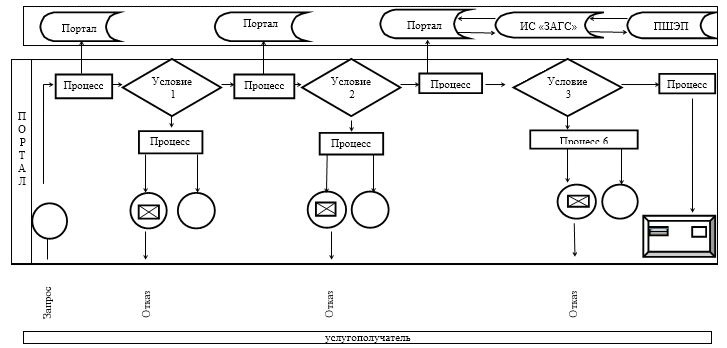 Портал
Портал
Портал
ИС «ЗАГС»
ПШЭП
ПОРТАЛ
Процесс
Условие
1
Процесс
Условие
2
Процесс
Условие
3
Процесс
Процесс
Процесс
Процесс 6
Запрос
Отказ
Отказ
Отказ
услугополучатель